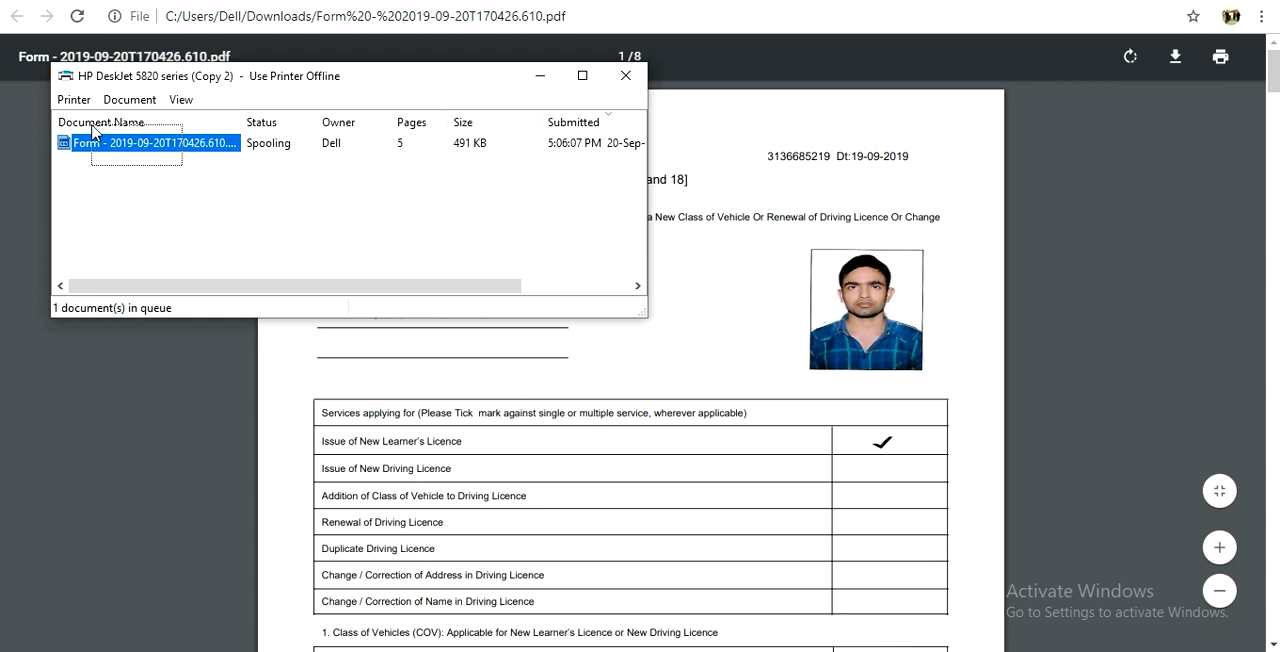 File | C:/Users/Dell/Downloads/Form%20-%202019-09-20T170426.610.pdf
Form - 2019-09-20T170426.610.pdf
1 / 8
HP DeskJet 5820 series (Copy 2) - Use Printer Offline
Printer Document View
Document Name Status Owner Pages Size Submitted
Form - 2019-09-20T170426.610.... Spooling Dell 5 491 KB 5:06:07 PM 20-Sep-
1 document(s) in queue
3136685219 Dt:19-09-2019
and 18]
a New Class of Vehicle Or Renewal of Driving Licence Or Change
Services applying for (Please Tick mark against single or multiple service, wherever applicable)
Issue of New Learner's Licence
Issue of New Driving Licence
Addition of Class of Vehicle to Driving Licence
Renewal of Driving Licence
Duplicate Driving Licence
Change / Correction of Address in Driving Licence
Change / Correction of Name in Driving Licence
1. Class of Vehicles (COV): Applicable for New Learner's Licence or New Driving Licence
Activate Windows
Go to Settings to activate Windows.